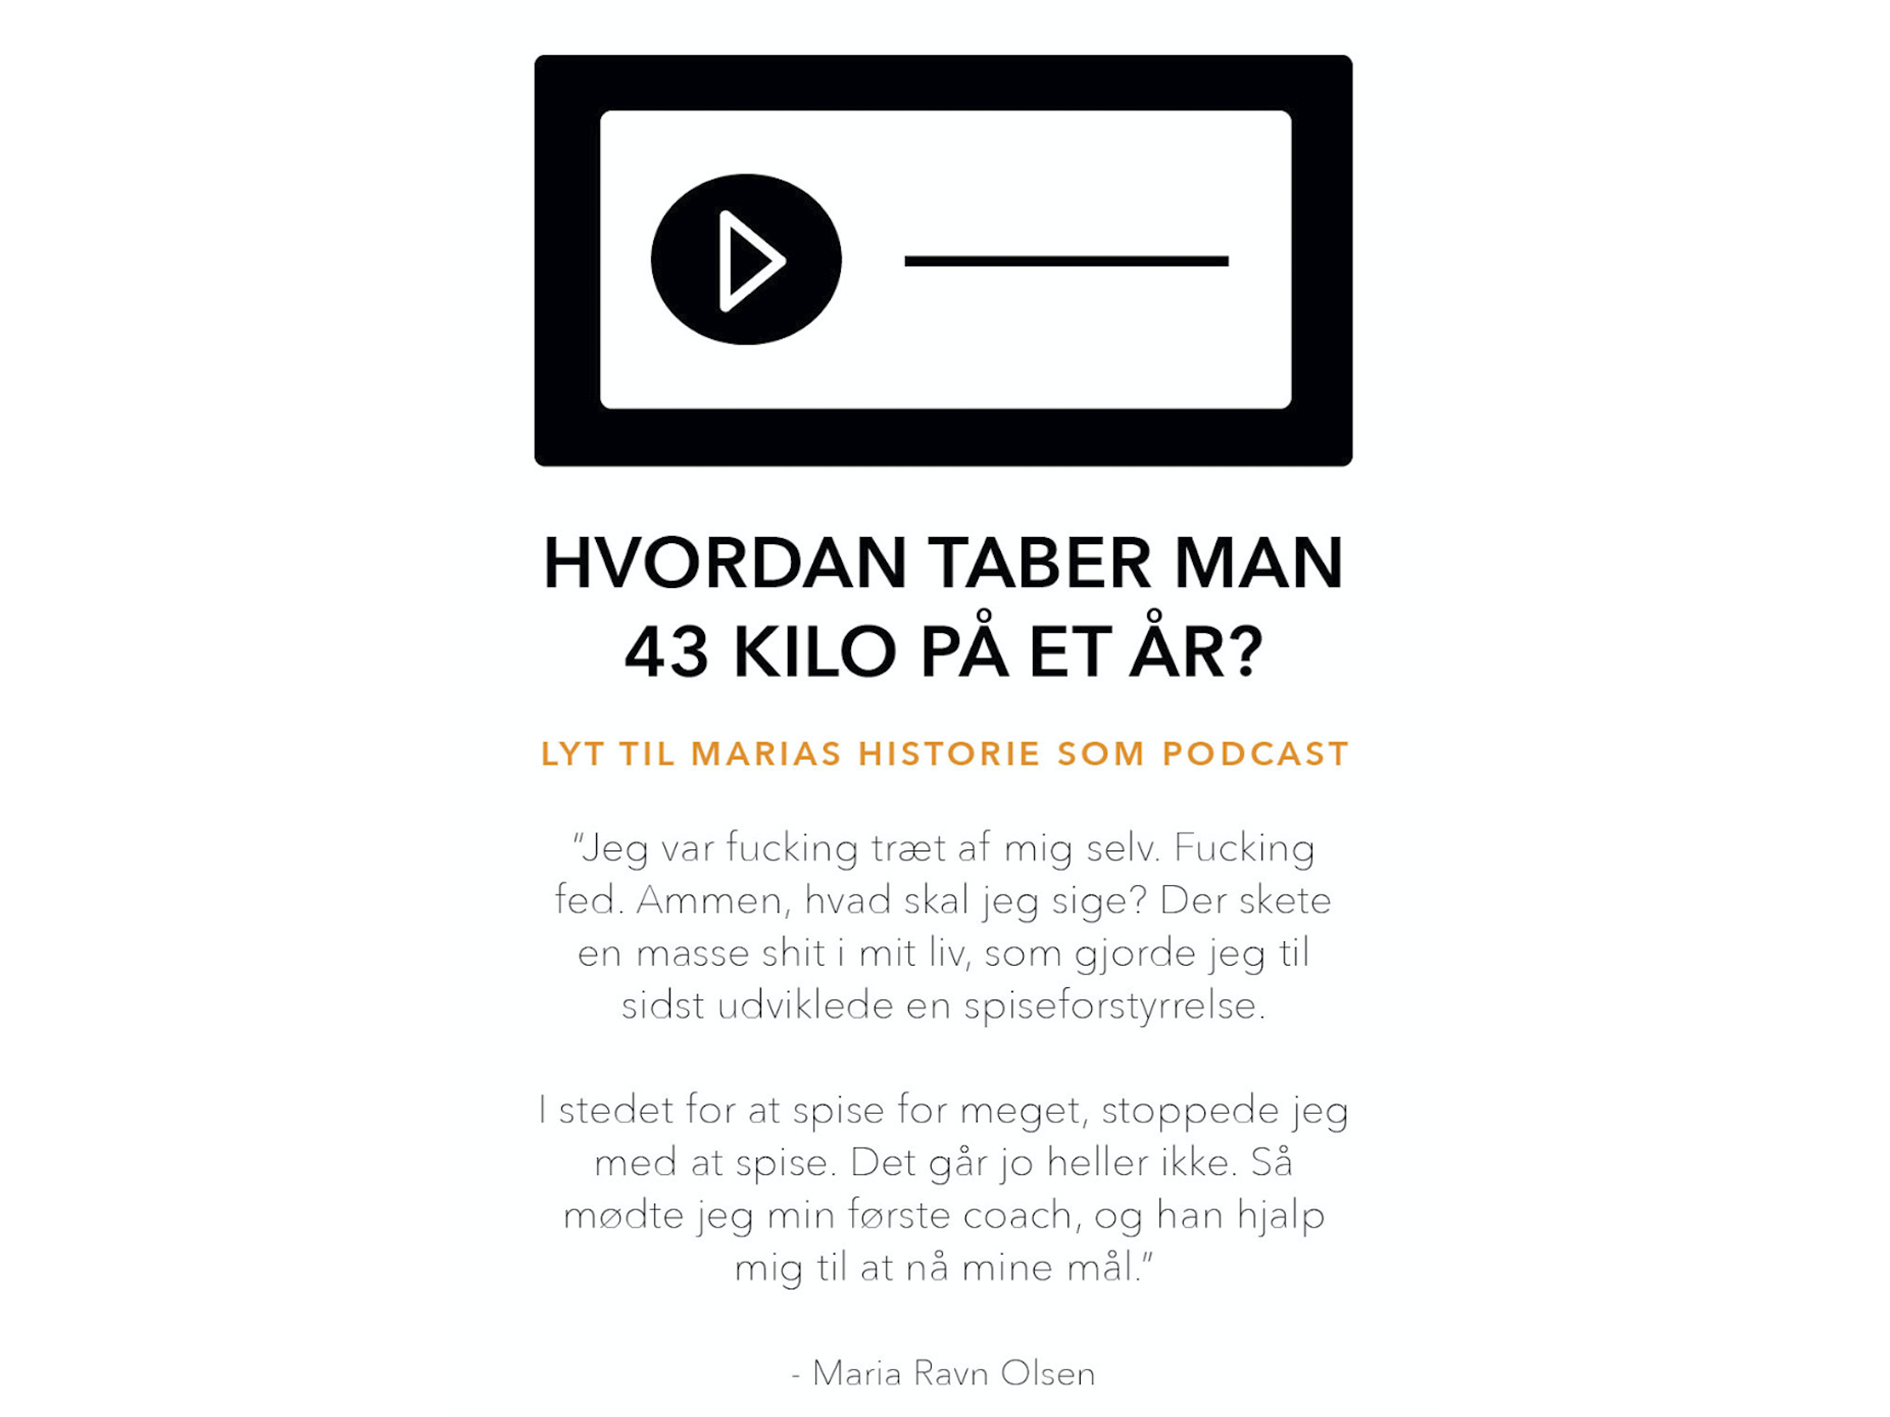 HVORDAN TABER MAN
43 KILO PÅ ET ÅR?
LYT TIL MARIAS HISTORIE SOM PODCAST
“Jeg var fucking træt af mig selv. Fucking
fed. Ammen, hvad skal jeg sige? Der skete
en masse shit i mit liv, som gjorde jeg til
sidst udviklede en spiseforstyrrelse.
I stedet for at spise for meget, stoppede jeg
med at spise. Det går jo heller ikke. Så
mødte jeg min første coach, og han hjalp
mig til at nå mine mål.”
- Maria Ravn Olsen